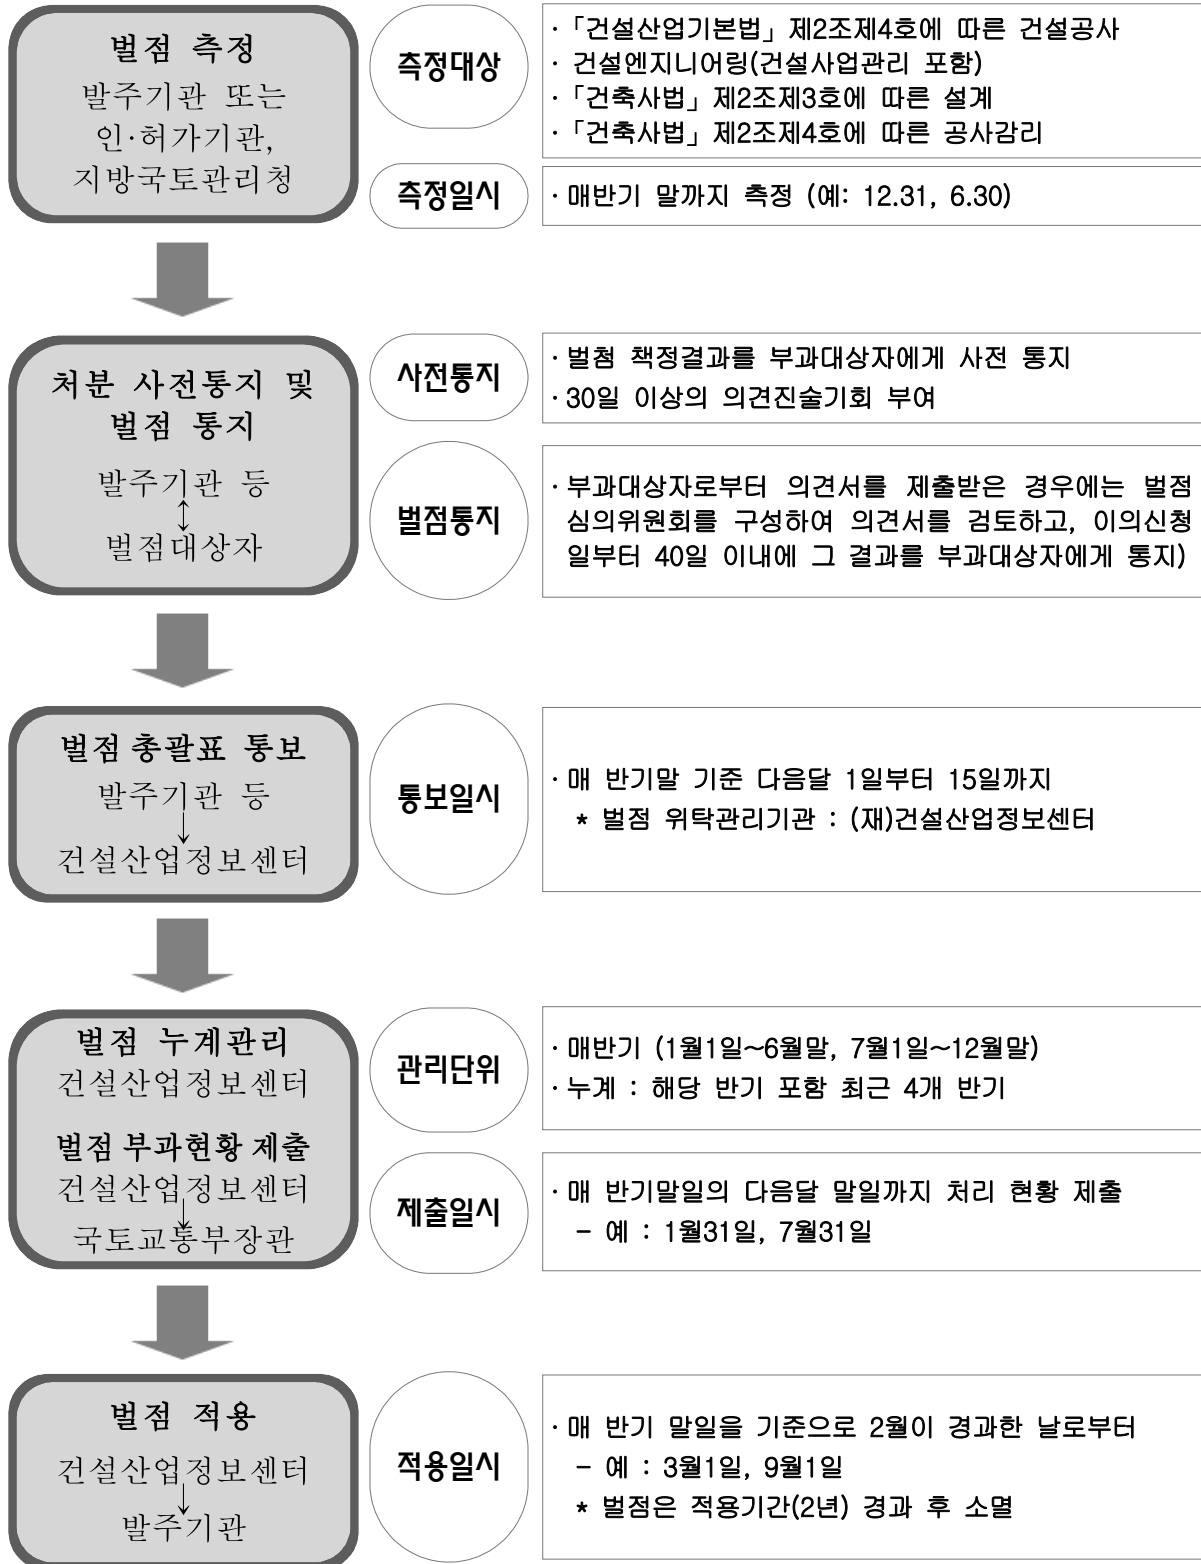 벌점 측정
발주기관 또는
인·허가기관,
지방국토관리청
측정대상
·「건설산업기본법」제2조제4호에 따른 건설공사
· 건설엔지니어링(건설사업관리 포함)
·「건축사법」제2조제3호에 따른 설계
·「건축사법」제2조제4호에 따른 공사감리
측정일시
· 매반기 말까지 측정 (예: 12.31, 6.30)
처분 사전통지 및
벌점 통지
발주기관 등
↕
벌점대상자
사전통지
· 벌첨 책정결과를 부과대상자에게 사전 통지
· 30일 이상의 의견진술기회 부여
벌점통지
· 부과대상자로부터 의견서를 제출받은 경우에는 벌점
심의위원회를 구성하여 의견서를 검토하고, 이의신청
일부터 40일 이내에 그 결과를 부과대상자에게 통지)
벌점 총괄표 통보
발주기관 등
↓
건설산업정보센터
통보일시
· 매 반기말 기준 다음달 1일부터 15일까지
* 벌점 위탁관리기관 : (재)건설산업정보센터
벌점 누계관리
건설산업정보센터
벌점 부과현황 제출
건설산업정보센터
↓
국토교통부장관
관리단위
· 매반기 (1월1일~6월말, 7월1일~12월말)
· 누계 : 해당 반기 포함 최근 4개 반기
제출일시
· 매 반기말일의 다음달 말일까지 처리 현황 제출
- 예 : 1월31일, 7월31일
벌점 적용
건설산업정보센터
↓
발주기관
적용일시
· 매 반기 말일을 기준으로 2월이 경과한 날로부터
- 예 : 3월1일, 9월1일
* 벌점은 적용기간(2년) 경과 후 소멸